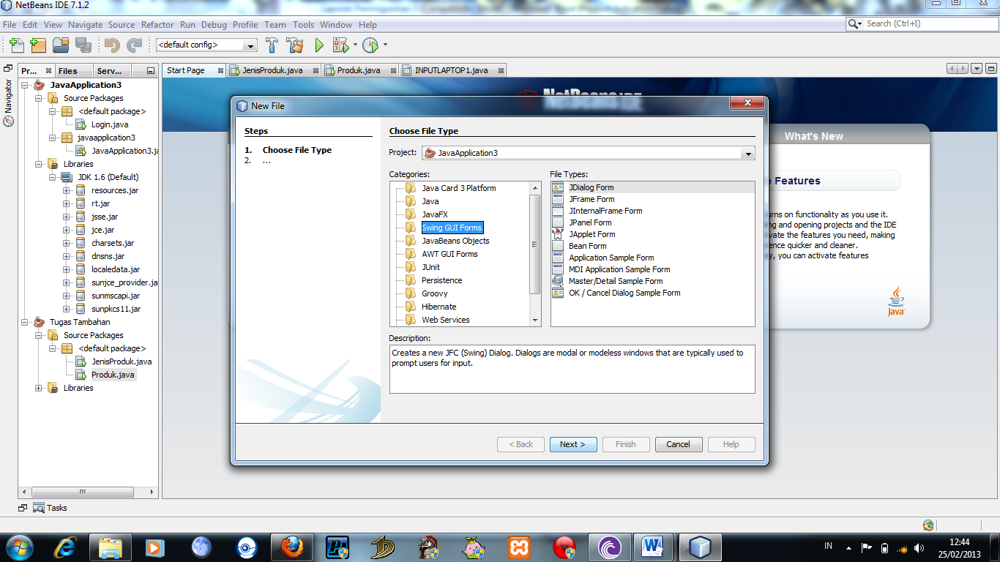 NetBeans IDE 7.1.2
File Edit View Navigate Source Refactor Run Debug Profile Team Tools Window Help
Search (Ctrl+I)
<default config>
Pr... Files Serv...
Start Page JenisProduk.java Produk.java INPUTLAPTOP1.java
Navigator
JavaApplication3
Source Packages
<default package>
Login.java
javaapplication3
JavaApplication3.ja
Libraries
JDK 1.6 (Default)
resources.jar
rt.jar
jsse.jar
jce.jar
charsets.jar
dnsns.jar
localedata.jar
sunjce_provider.ja
sunmscapi.jar
sunpkcs11.jar
Tugas Tambahan
Source Packages
<default package>
JenisProduk.java
Produk.java
Libraries
NetBeans IDE
New File
Steps
1. Choose File Type
2. ...
Choose File Type
Project: JavaApplication3
Categories:
Java Card 3 Platform
Java
JavaFX
Swing GUI Forms
JavaBeans Objects
AWT GUI Forms
JUnit
Persistence
Groovy
Hibernate
Web Services
File Types:
JDialog Form
JFrame Form
JInternalFrame Form
JPanel Form
JApplet Form
Bean Form
Application Sample Form
MDI Application Sample Form
Master/Detail Sample Form
OK / Cancel Dialog Sample Form
Description:
Creates a new JFC (Swing) Dialog. Dialogs are modal or modeless windows that are typically used to
prompt users for input.
< Back Next > Finish Cancel Help
What's New
Features
on functionality as you use it.
and opening projects and the IDE
the features you need, making
quicker and cleaner.
you can activate features
Java
Tasks
IN
12:44
25/02/2013